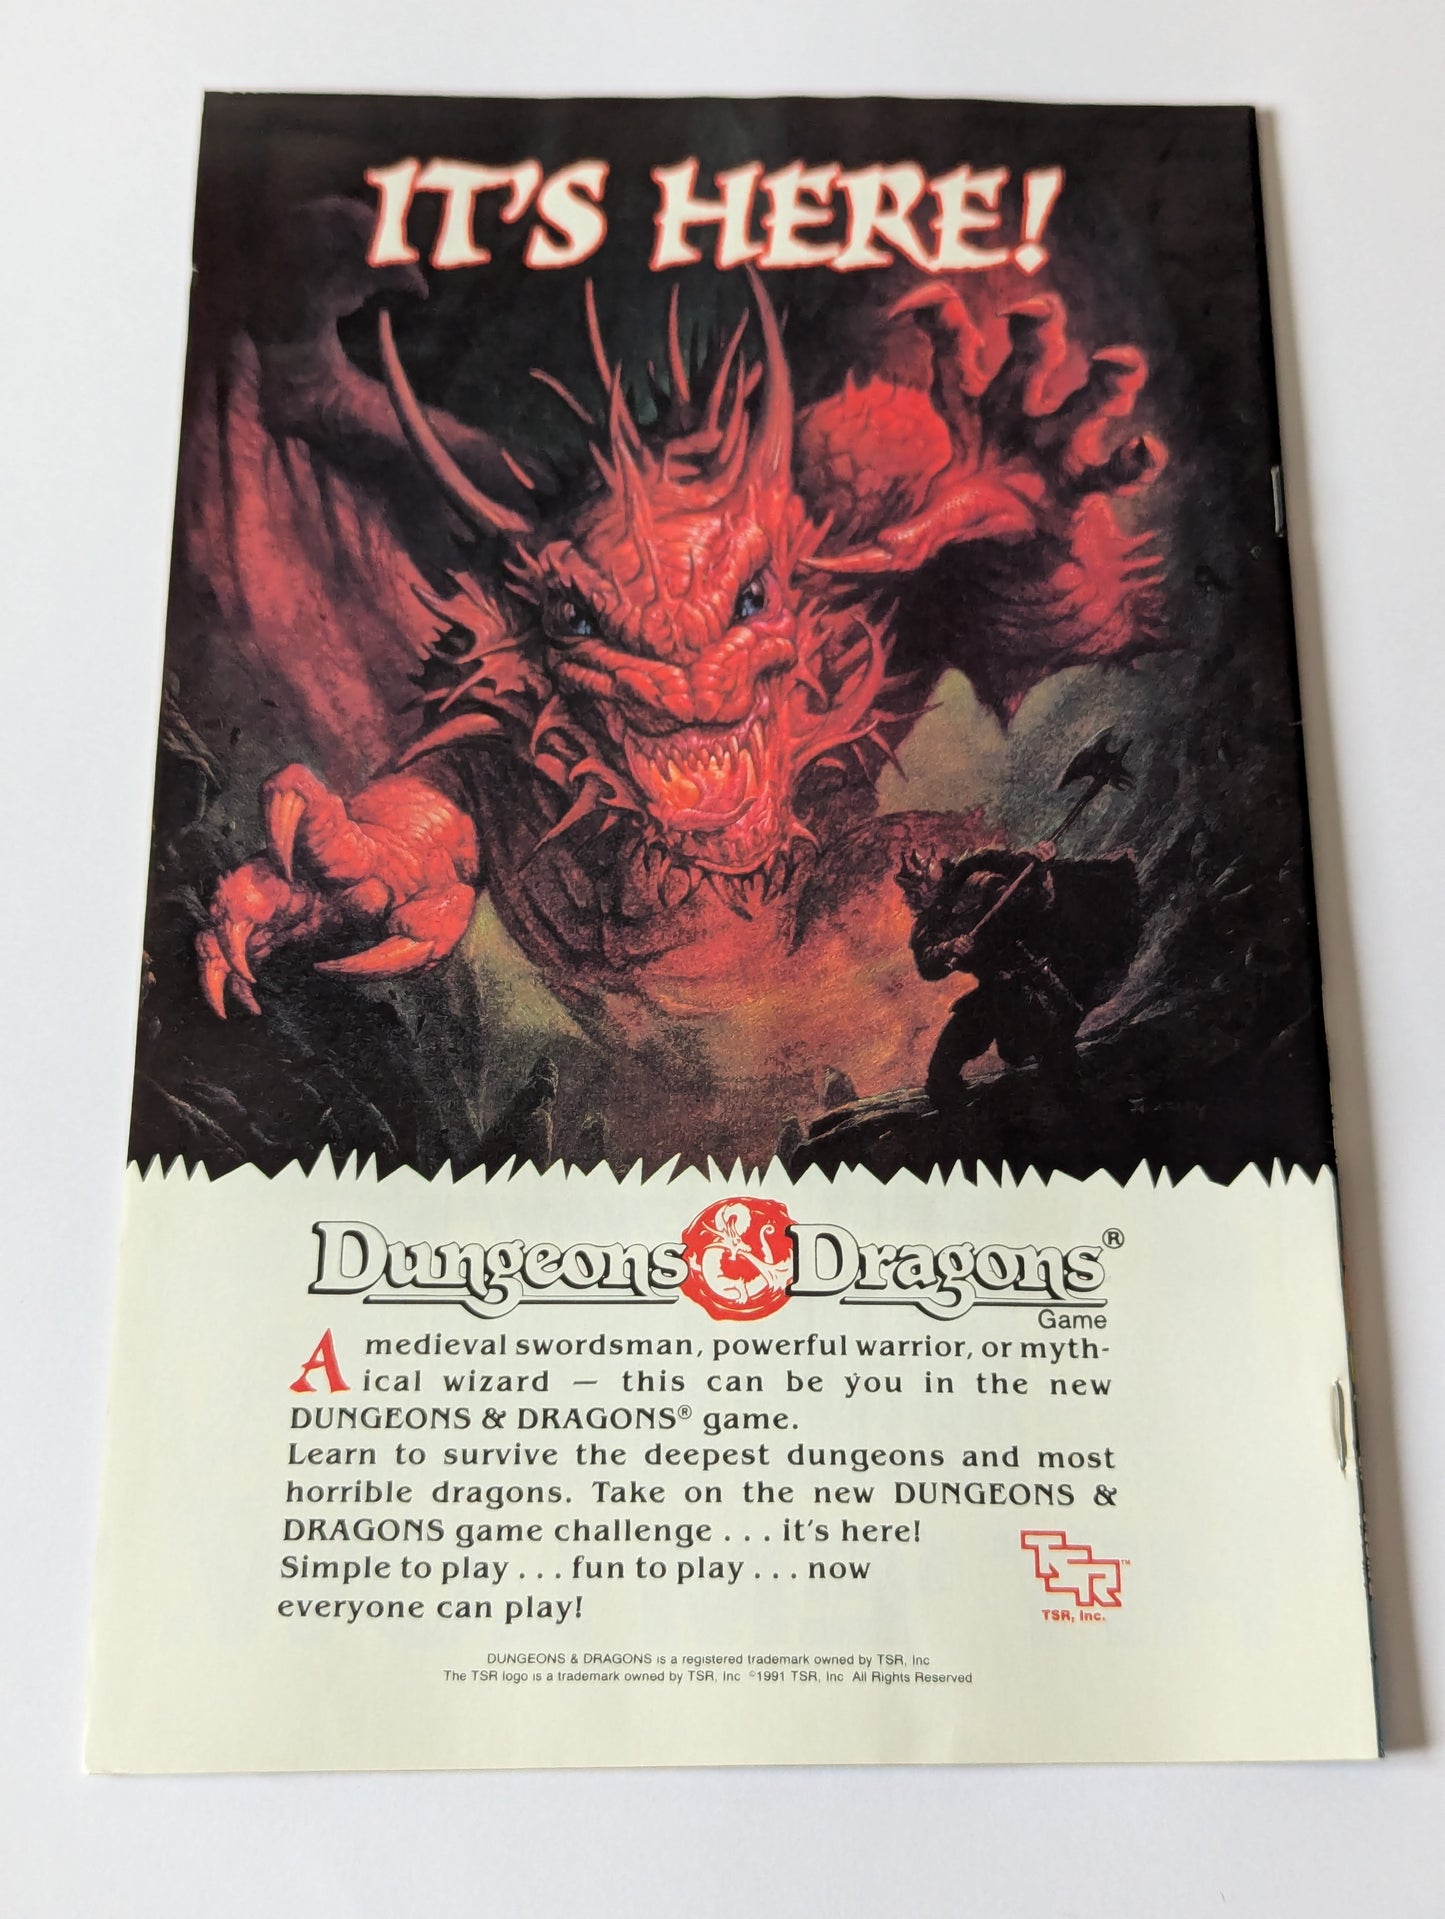 IT'S HERE!
Dungeons & Dragons®
Game
A medieval swordsman, powerful warrior, or myth-
ical wizard — this can be you in the new
DUNGEONS & DRAGONS® game.
Learn to survive the deepest dungeons and most
horrible dragons. Take on the new DUNGEONS &
DRAGONS game challenge . . . it's here!
Simple to play . . . fun to play . . . now
everyone can play!
TSR™
TSR, Inc.
DUNGEONS & DRAGONS is a registered trademark owned by TSR, Inc
The TSR logo is a trademark owned by TSR, Inc ©1991 TSR, Inc All Rights Reserved